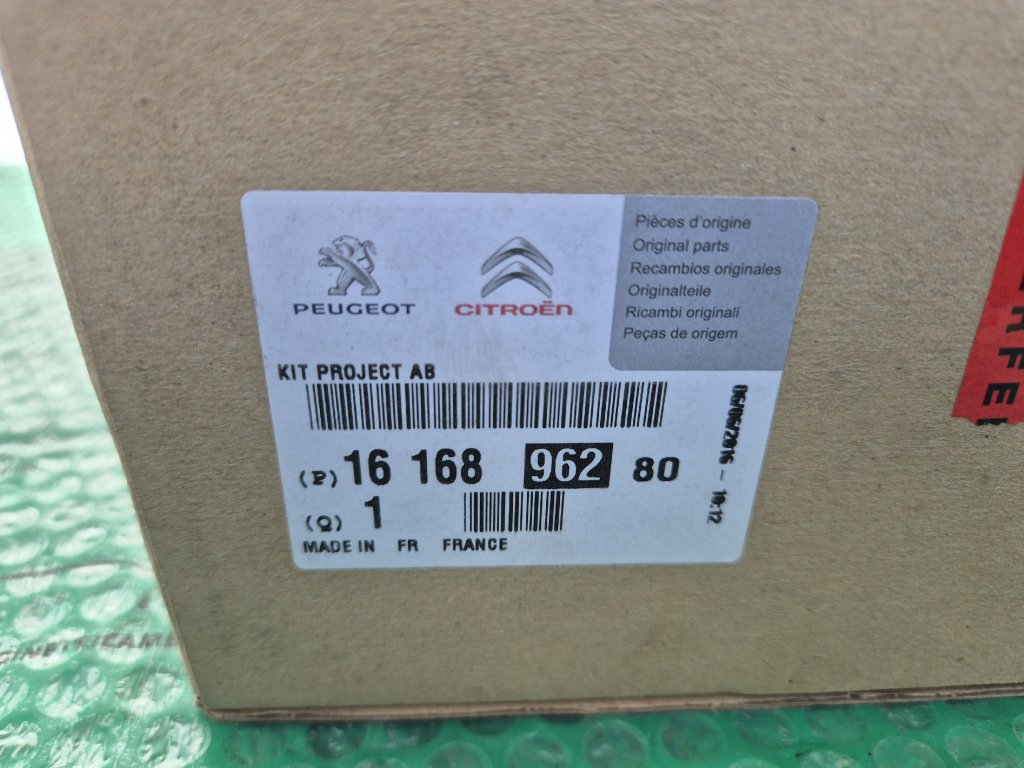 PEUGEOT
CITROËN
Pièces d'origine
Original parts
Recambios originales
Originalteile
Ricambi originali
Peças de origem
KIT PROJECT AB
(P) 16 168 962 80
(Q) 1
MADE IN FR FRANCE
06/06/2016 - 10:12